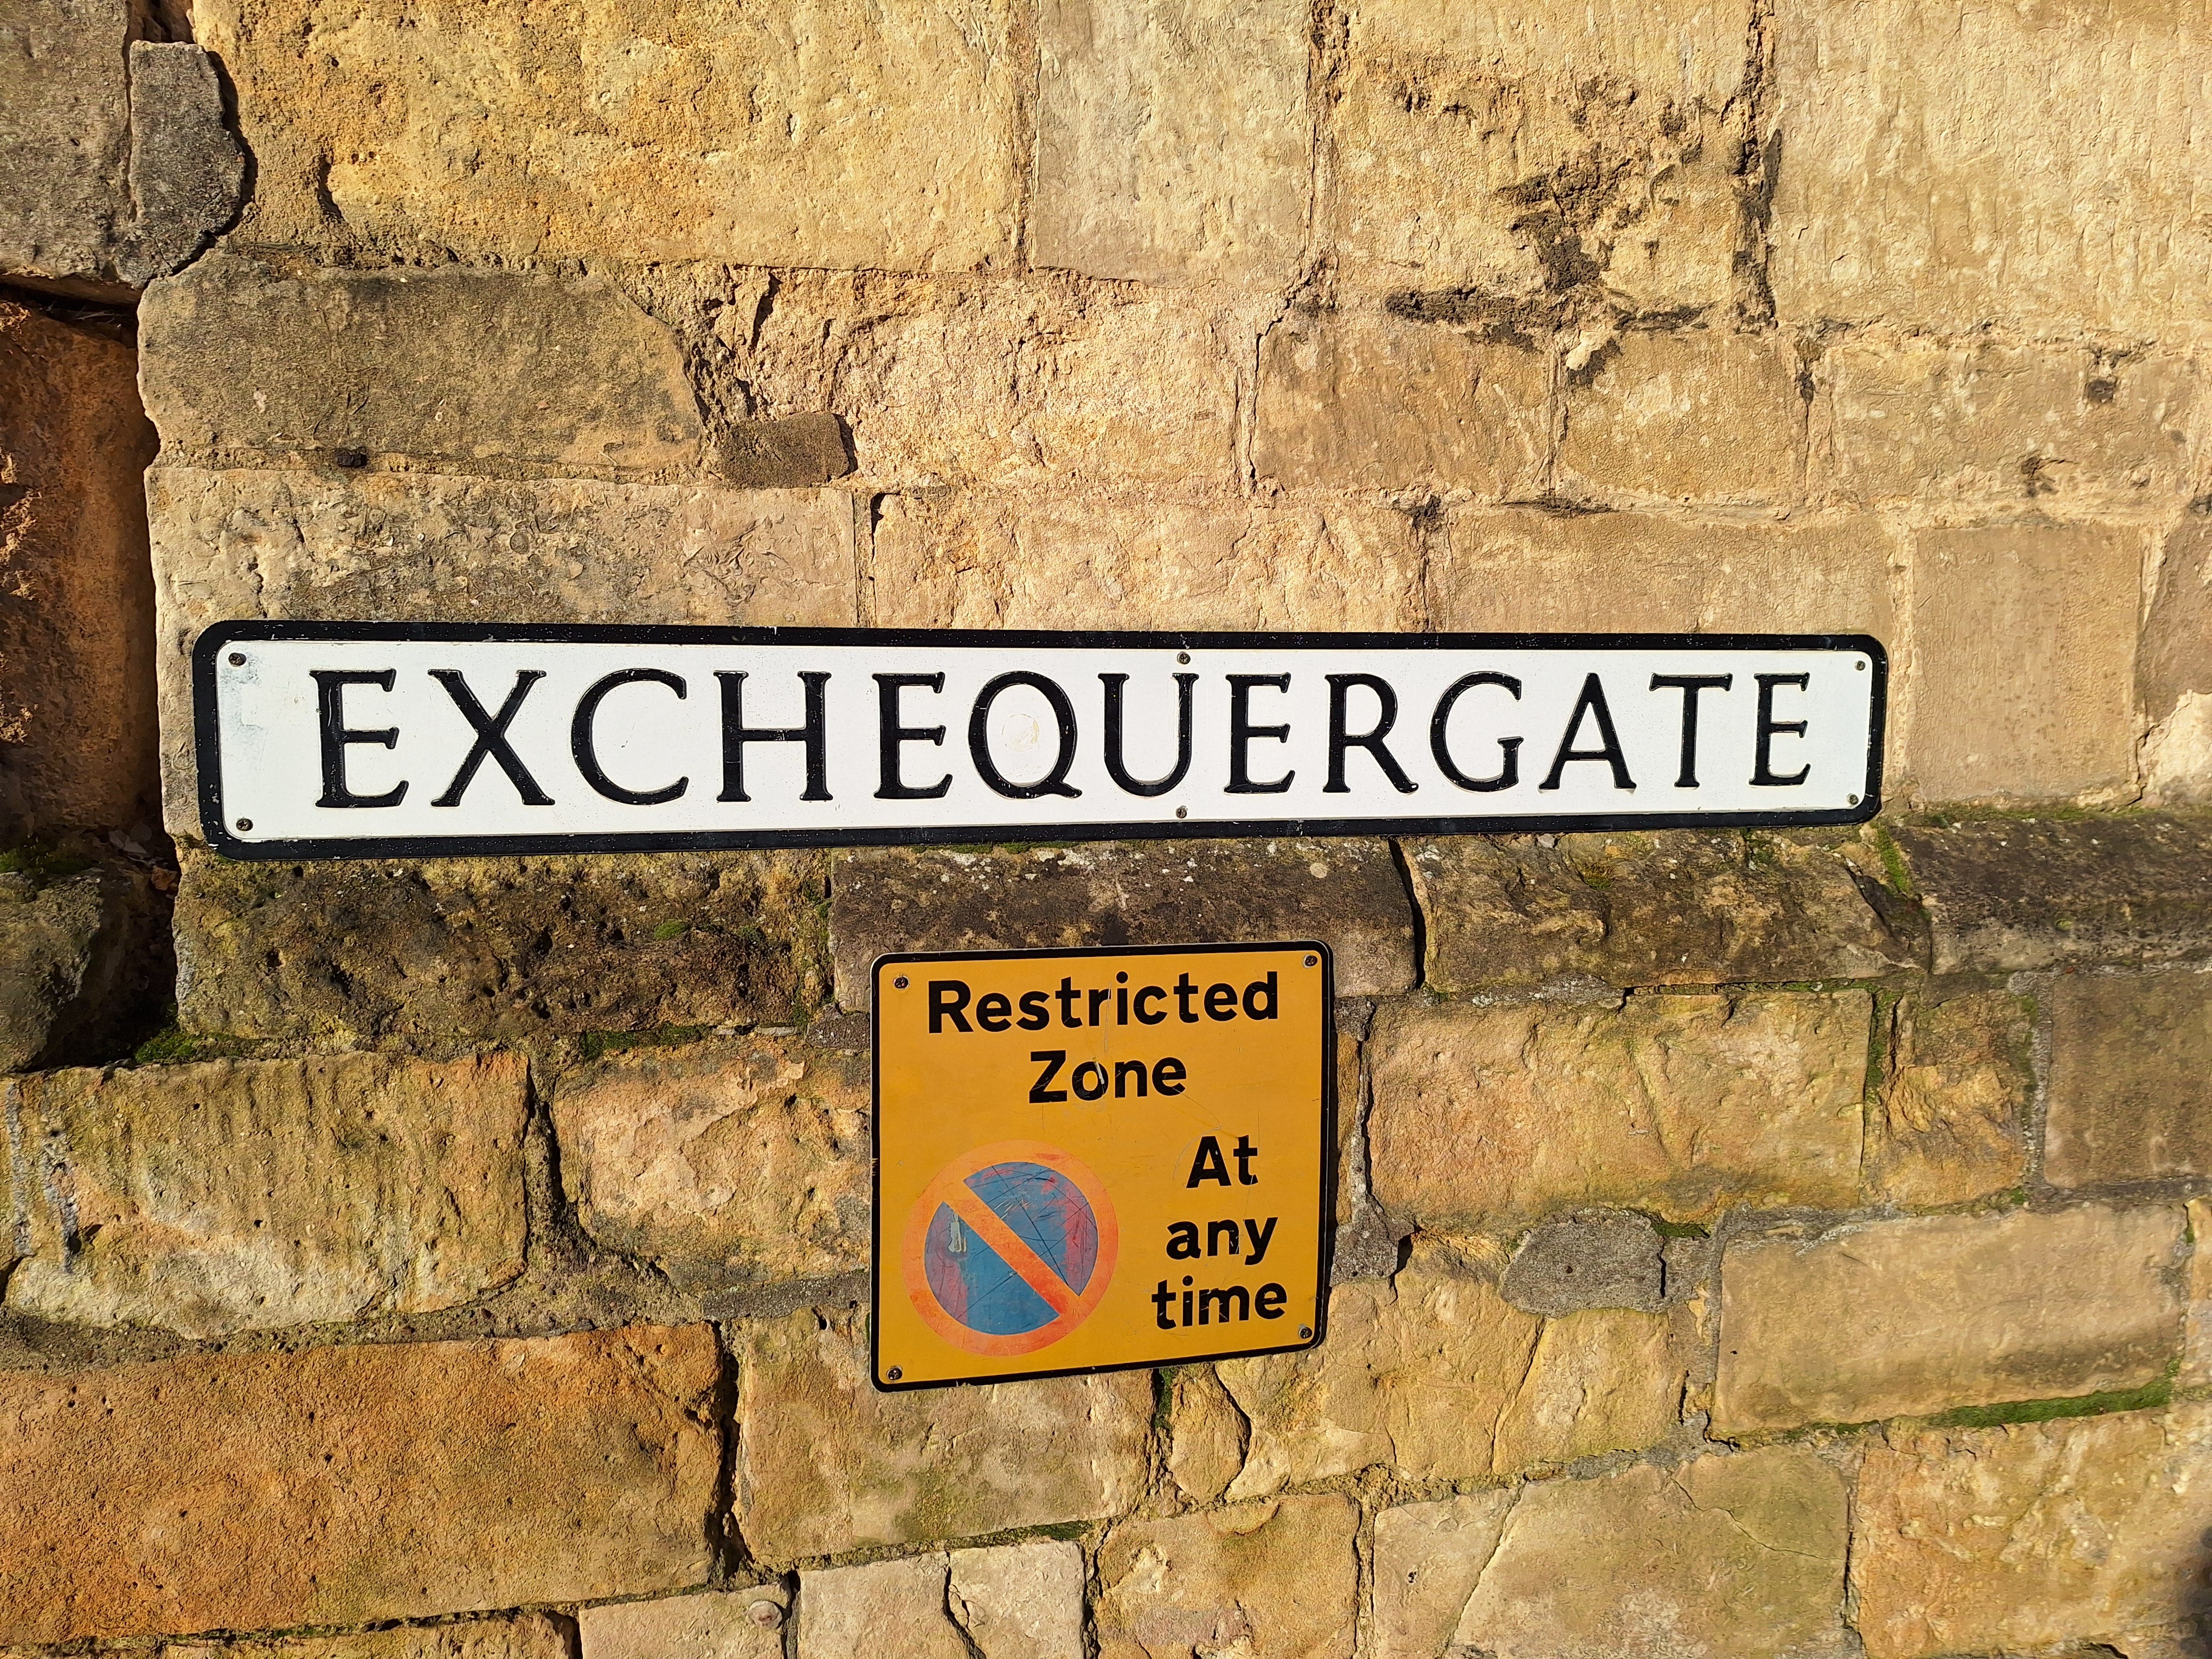 EXCHEQUERGATE
Restricted
Zone
At
any
time